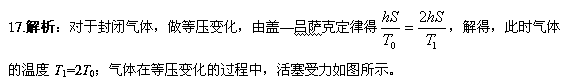 17.解析：对于封闭气体，做等压变化，由盖—吕萨克定律得 hS/T₀ = 2hS/T₁，解得，此时气体
的温度 T₁=2T₀；气体在等压变化的过程中，活塞受力如图所示。